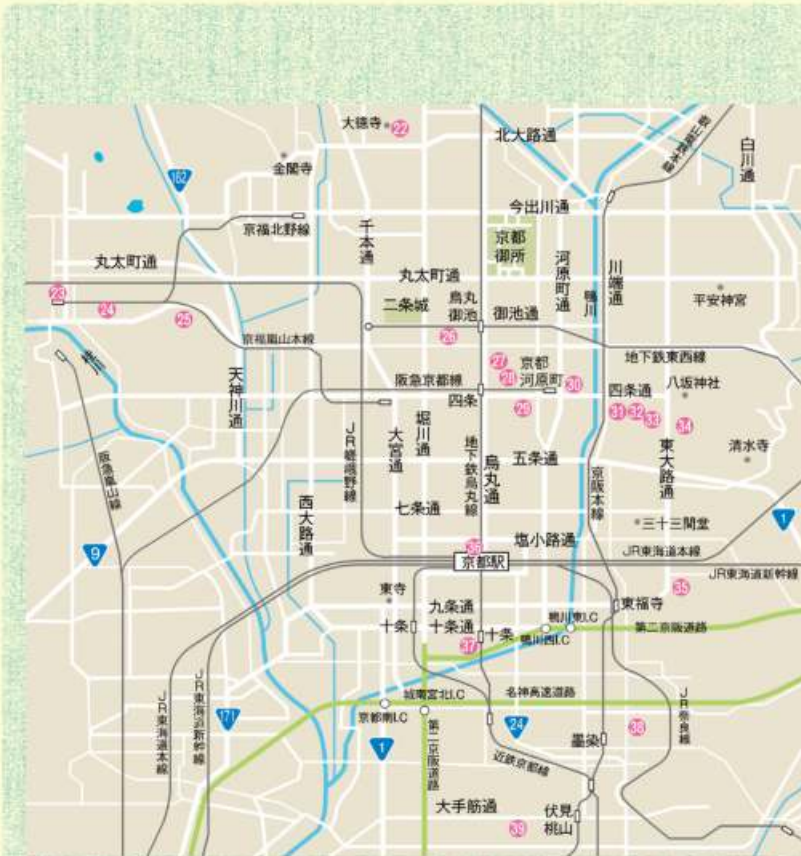 大徳寺
22
北大路通
叡山電鉄本線
白川通
金閣寺
162
今出川通
京福北野線
千本通
京都
御所
河原町通
鴨川
川端通
丸太町通
丸太町通
平安神宮
23
24
25
二条城
烏丸
御池
御池通
26
京福嵐山本線
地下鉄東西線
桂川
27
京都
河原町
28
30
阪急京都線
四条通
八坂神社
天神川通
四条
29
31
32
33
34
堀川通
大宮通
JR嵯峨野線
地下鉄烏丸線
烏丸通
五条通
東大路通
清水寺
阪急嵐山線
京阪本線
西大路通
七条通
三十三間堂
1
塩小路通
9
36
京都駅
JR東海道本線
JR東海道新幹線
東寺
35
九条通
東福寺
十条
十条通
十条
鴨川東I.C
第二京阪道路
37
鴨川西I.C
JR東海道本線
JR東海道新幹線
171
城南宮北I.C
名神高速道路
JR奈良線
京都南I.C
24
38
1
第二京阪道路
墨染
近鉄京都線
大手筋通
伏見
桃山
39